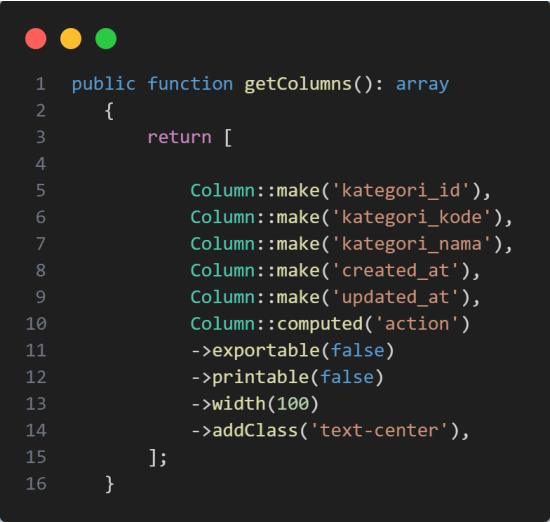 1 public function getColumns(): array
2 {
3 return [
4
5 Column::make('kategori_id'),
6 Column::make('kategori_kode'),
7 Column::make('kategori_nama'),
8 Column::make('created_at'),
9 Column::make('updated_at'),
10 Column::computed('action')
11 ->exportable(false)
12 ->printable(false)
13 ->width(100)
14 ->addClass('text-center'),
15 ];
16 }